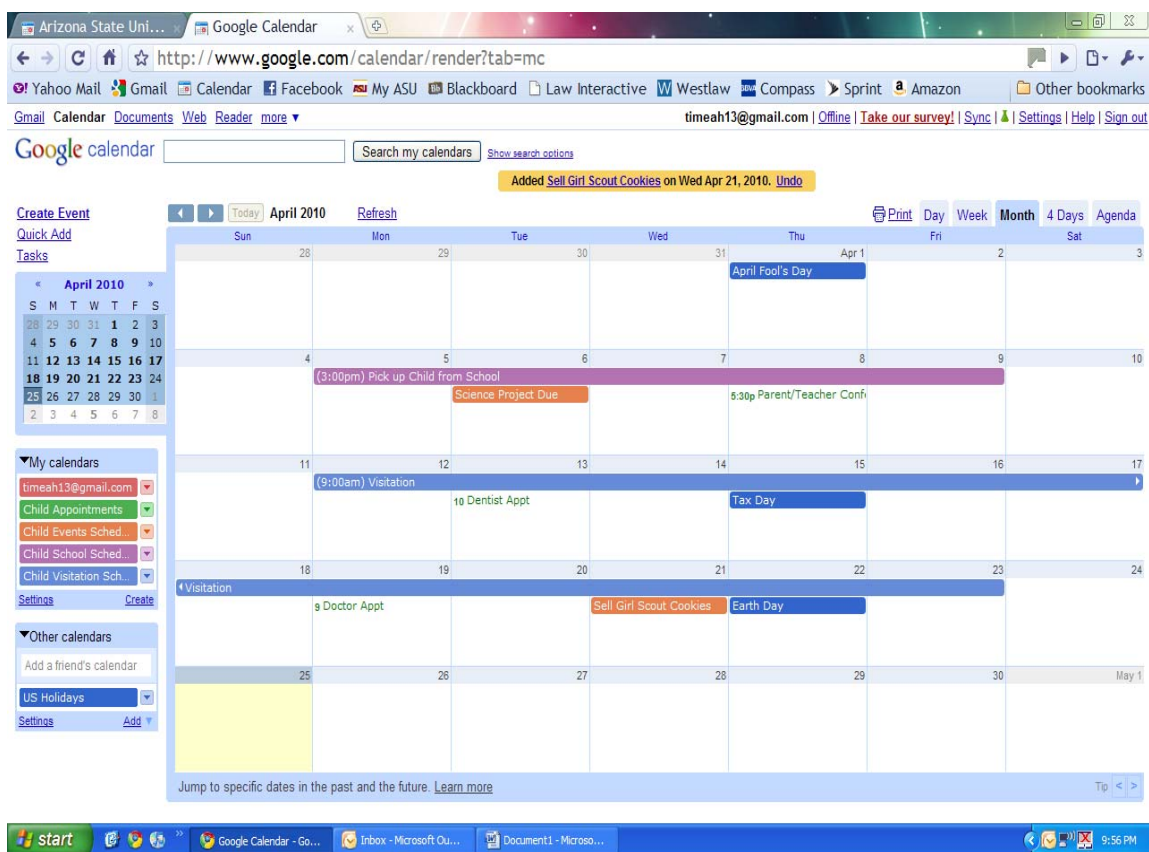 Arizona State Uni...
Google Calendar
http://www.google.com/calendar/render?tab=mc
Yahoo Mail Gmail Calendar Facebook My ASU Blackboard Law Interactive Westlaw Compass Sprint Amazon Other bookmarks
Gmail Calendar Documents Web Reader more ▼ timeah13@gmail.com | Offline | Take our survey! | Sync | Settings | Help | Sign out
Google calendar Search my calendars Show search options
Added Sell Girl Scout Cookies on Wed Apr 21, 2010. Undo
Create Event
Quick Add
Tasks
« April 2010 »
S M T W T F S
28 29 30 31 1 2 3
4 5 6 7 8 9 10
11 12 13 14 15 16 17
18 19 20 21 22 23 24
25 26 27 28 29 30 1
2 3 4 5 6 7 8
My calendars
timeah13@gmail.com
Child Appointments
Child Events Sched...
Child School Sched...
Child Visitation Sch...
Settings Create
Other calendars
Add a friend's calendar
US Holidays
Settings Add
Today April 2010 Refresh Print Day Week Month 4 Days Agenda
Sun Mon Tue Wed Thu Fri Sat
28 29 30 31 Apr 1 2 3
April Fool's Day
4 5 6 7 8 9 10
(3:00pm) Pick up Child from School
Science Project Due 5:30p Parent/Teacher Conf
11 12 13 14 15 16 17
(9:00am) Visitation
10 Dentist Appt Tax Day
18 19 20 21 22 23 24
Visitation
9 Doctor Appt Sell Girl Scout Cookies Earth Day
25 26 27 28 29 30 May 1
Jump to specific dates in the past and the future. Learn more Tip < >
start Google Calendar - Go... Inbox - Microsoft Ou... Document1 - Microso... 9:56 PM